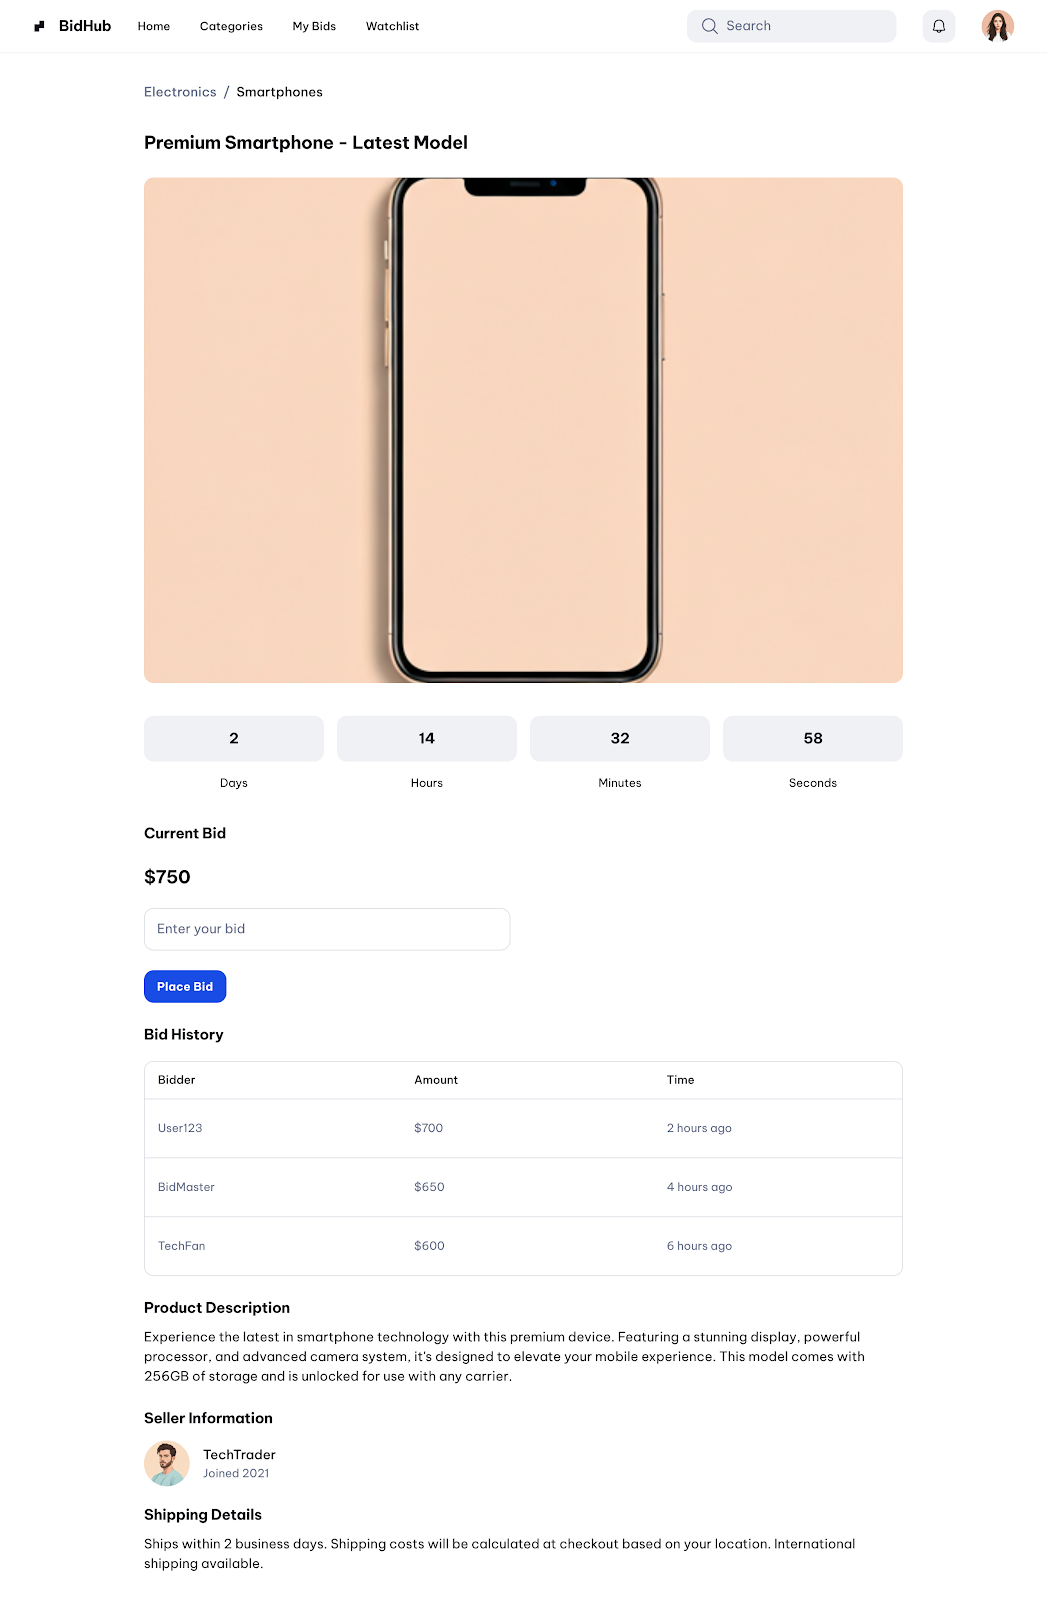 BidHub Home Categories My Bids Watchlist Search
Electronics / Smartphones
Premium Smartphone - Latest Model
2 14 32 58
Days Hours Minutes Seconds
Current Bid
$750
Enter your bid
Place Bid
Bid History
Bidder Amount Time
User123 $700 2 hours ago
BidMaster $650 4 hours ago
TechFan $600 6 hours ago
Product Description
Experience the latest in smartphone technology with this premium device. Featuring a stunning display, powerful
processor, and advanced camera system, it's designed to elevate your mobile experience. This model comes with
256GB of storage and is unlocked for use with any carrier.
Seller Information
TechTrader
Joined 2021
Shipping Details
Ships within 2 business days. Shipping costs will be calculated at checkout based on your location. International
shipping available.